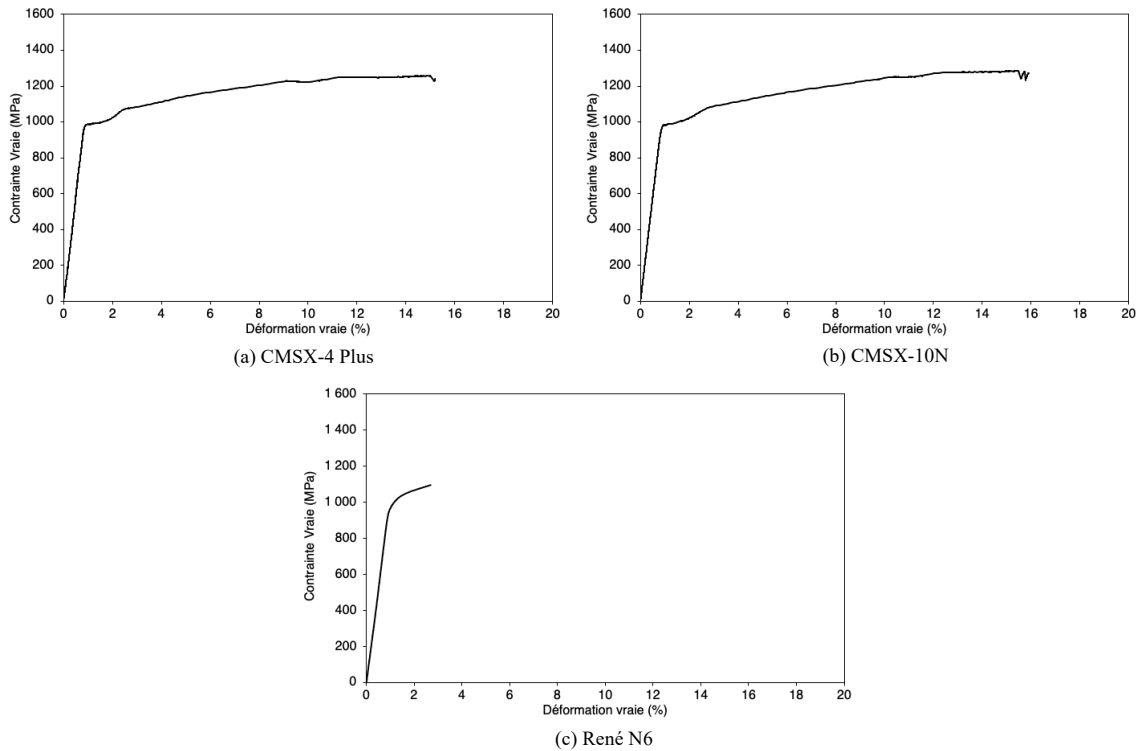 1600
1400
1200
1000
800
600
400
200
0
Contrainte Vraie (MPa)
0 2 4 6 8 10 12 14 16 18 20
Déformation vraie (%)
(a) CMSX-4 Plus
1600
1400
1200
1000
800
600
400
200
0
Contrainte Vraie (MPa)
0 2 4 6 8 10 12 14 16 18 20
Déformation vraie (%)
(b) CMSX-10N
1 600
1 400
1 200
1 000
800
600
400
200
0
Contrainte Vraie (MPa)
0 2 4 6 8 10 12 14 16 18 20
Déformation vraie (%)
(c) René N6